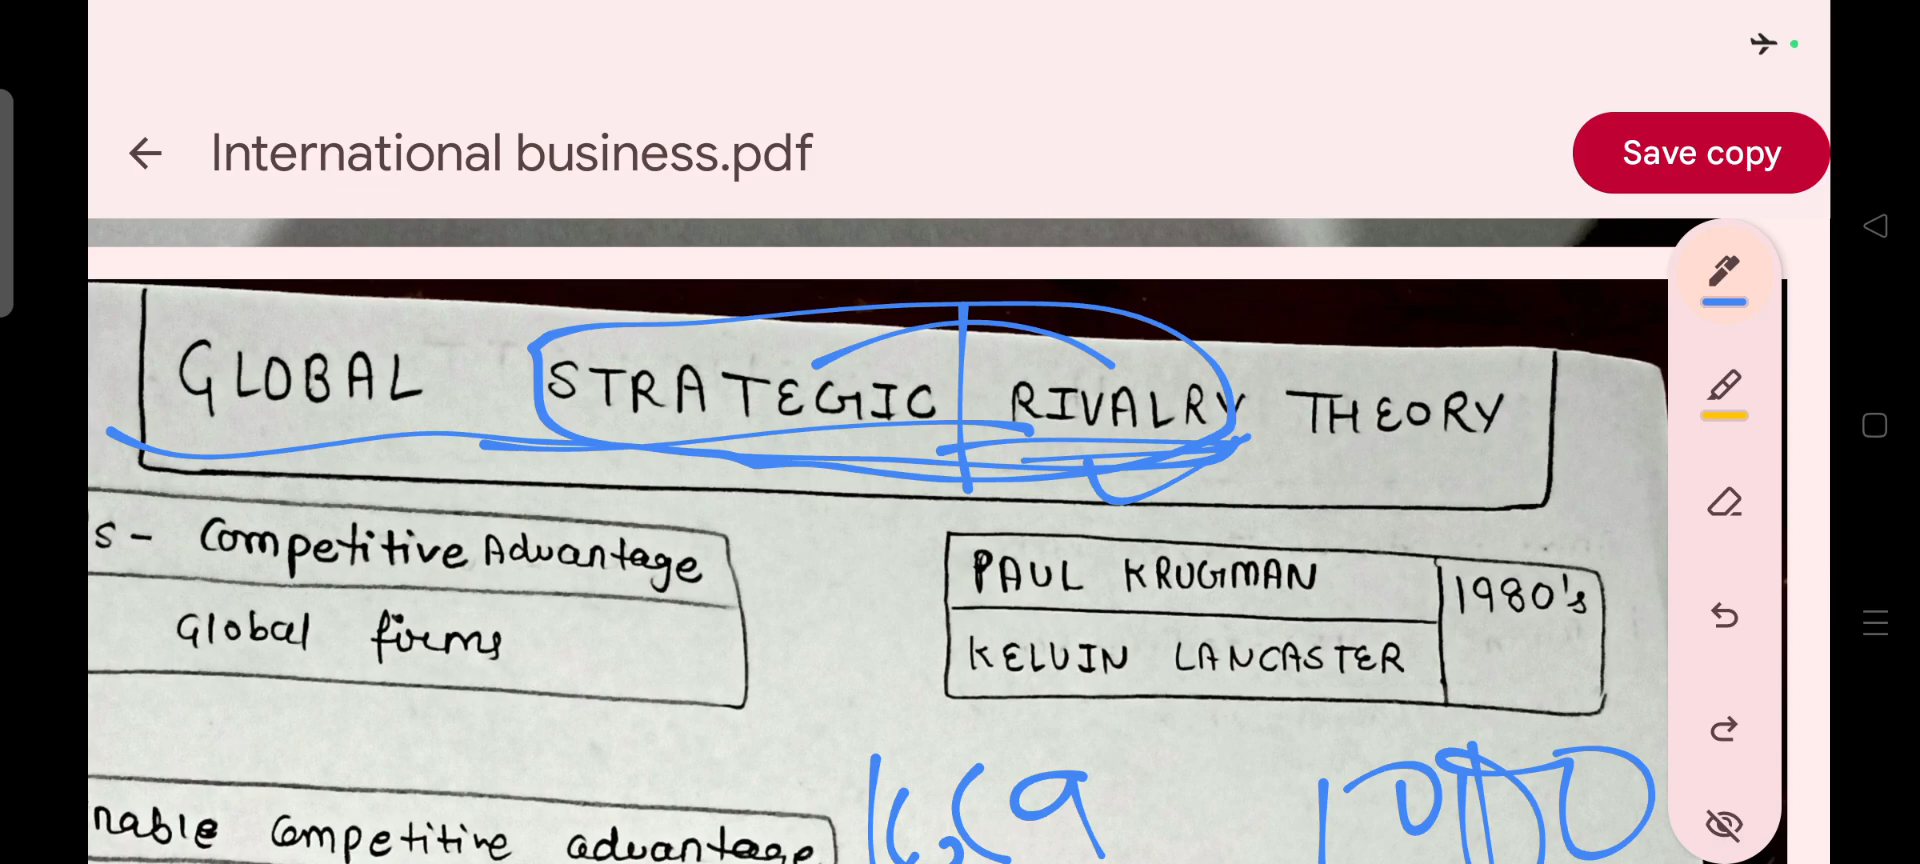 International business.pdf
Save copy
GLOBAL STRATEGIC RIVALRY THEORY
s - Competitive Advantage
Global firms
PAUL KRUGMAN
KELVIN LANCASTER
1980's
nable competitive advantage